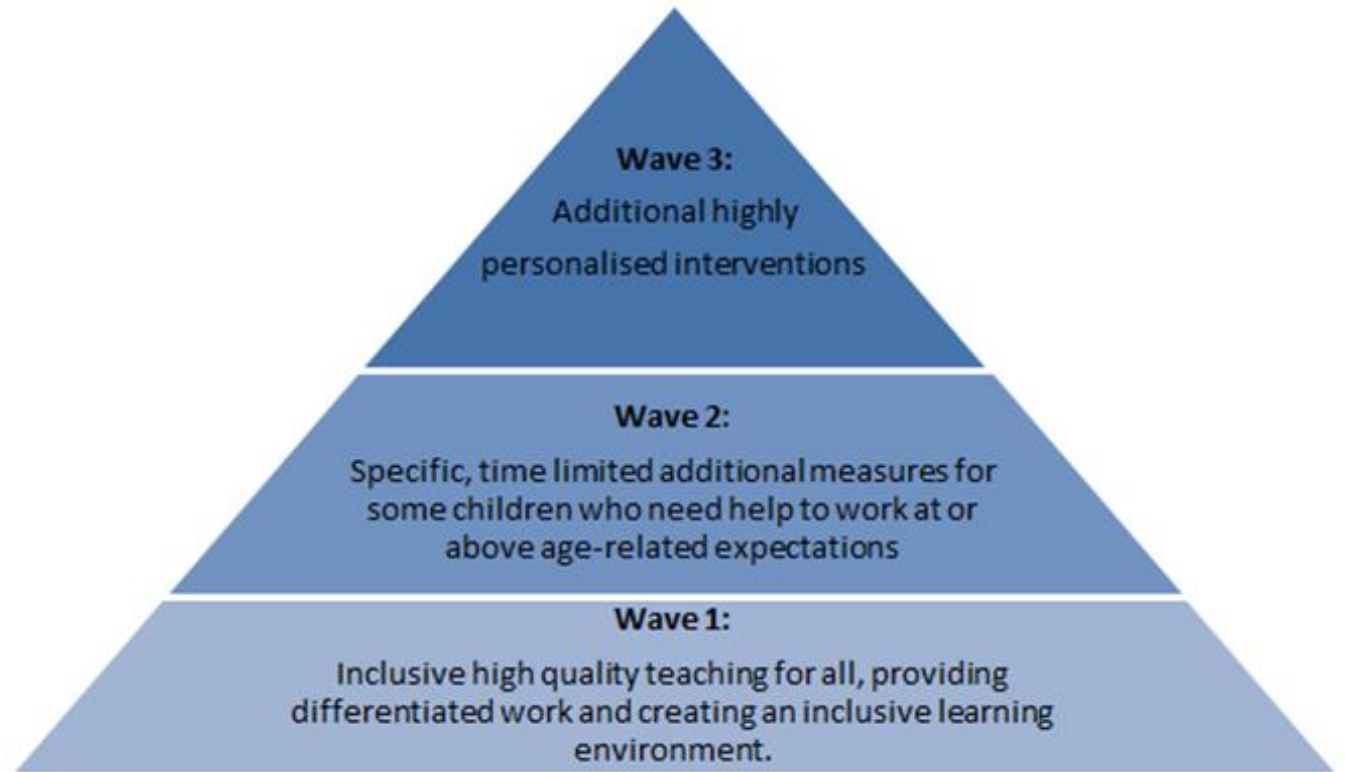 Wave 3:
Additional highly
personalised interventions
Wave 2:
Specific, time limited additional measures for
some children who need help to work at or
above age-related expectations
Wave 1:
Inclusive high quality teaching for all, providing
differentiated work and creating an inclusive learning
environment.